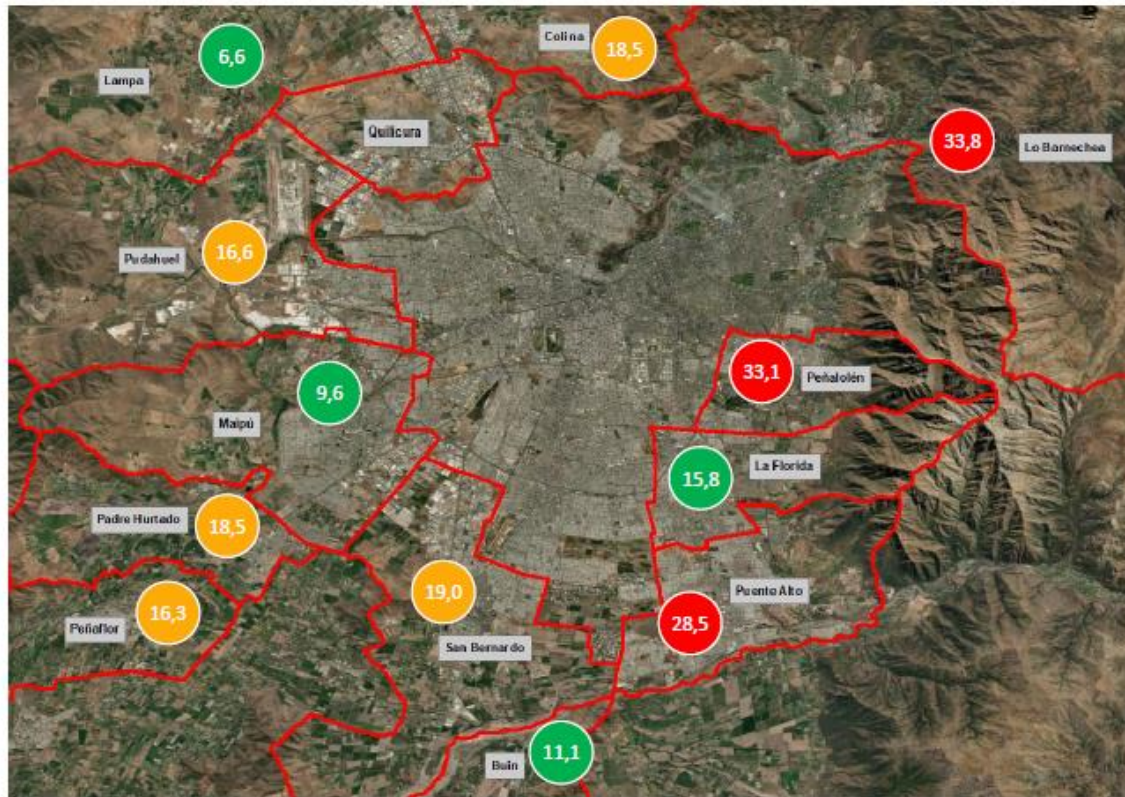 Colina
18,5
6,6
Lampa
Quilicura
33,8
Lo Barnechea
16,6
Pudahuel
33,1
Peñalolén
9,6
Maipú
La Florida
15,8
Padre Hurtado
18,5
19,0
Puente Alto
16,3
Peñaflor
28,5
San Bernardo
11,1
Buin